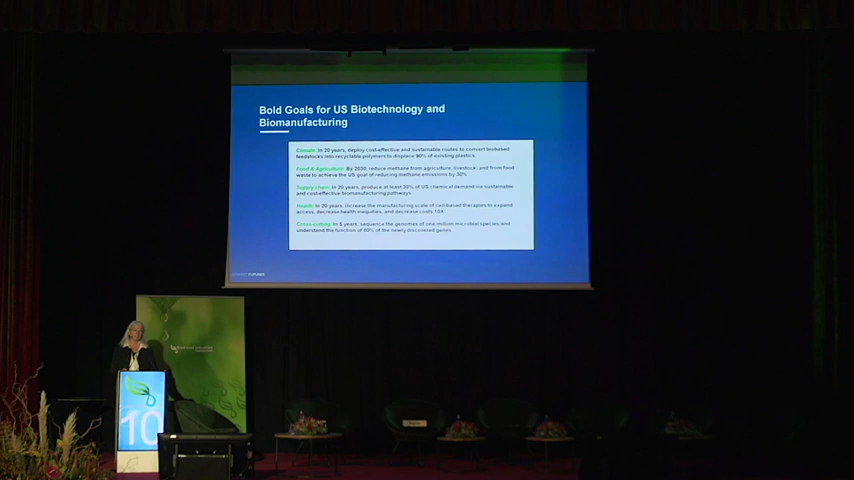 Bold Goals for US Biotechnology and
Biomanufacturing
Climate: In 20 years, deploy cost-effective and sustainable routes to convert biobased
feedstocks into recyclable polymers to displace 90% of existing plastics
Food & Agriculture: By 2030, reduce methane from agriculture, livestock, and from food
waste to achieve the US goal of reducing methane emissions by 30%
Supply chain: In 20 years, produce at least 30% of US chemical demand via sustainable
and cost-effective biomanufacturing pathways
Health: In 20 years, increase the manufacturing scale of cell-based therapies to expand
access, decrease health inequities, and decrease costs 10X
Cross-cutting: In 5 years, sequence the genomes of one million microbial species and
understand the function of 80% of the newly discovered genes
10